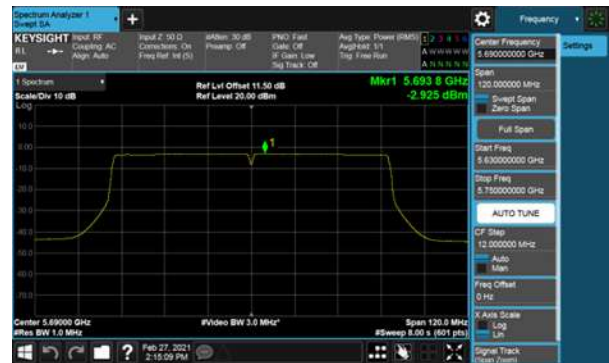 Spectrum Analyzer 1
Swept SA
Frequency
KEYSIGHT
Input: RF
Coupling: AC
Align: Auto
Input Z: 50 Ω
Corrections: On
Freq Ref: Int (S)
#Atten: 30 dB
Preamp: Off
PNO: Fast
Gate: Off
IF Gain: Low
Sig Track: Off
Avg Type: Power (RMS)
Avg|Hold: 1/1
Trig: Free Run
1 2 3 4 5 6
A W W W W W
A N N N N N
Center Frequency
5.690000000 GHz
Settings
Span
120.000000 MHz
Swept Span
Zero Span
Full Span
Start Freq
5.630000000 GHz
Stop Freq
5.750000000 GHz
AUTO TUNE
CF Step
12.000000 MHz
Auto
Man
Freq Offset
0 Hz
X Axis Scale
Log
Lin
Signal Track
(Span Zoom)
1 Spectrum
Scale/Div 10 dB
Log
Ref Lvl Offset 11.50 dB
Ref Level 20.00 dBm
Mkr1 5.693 8 GHz
-2.925 dBm
10.0
0.00
-10.0
-20.0
-30.0
-40.0
-50.0
-60.0
-70.0
1
Center 5.69000 GHz
#Res BW 1.0 MHz
#Video BW 3.0 MHz*
Span 120.0 MHz
#Sweep 8.00 s (601 pts)
Feb 27, 2021
2:15:09 PM